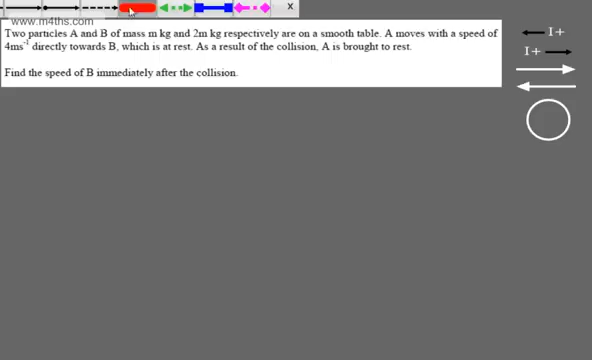 X
www.m4ths.com
Two particles A and B of mass m kg and 2m kg respectively are on a smooth table. A moves with a speed of
4ms⁻¹ directly towards B, which is at rest. As a result of the collision, A is brought to rest.
Find the speed of B immediately after the collision.
I+
I+